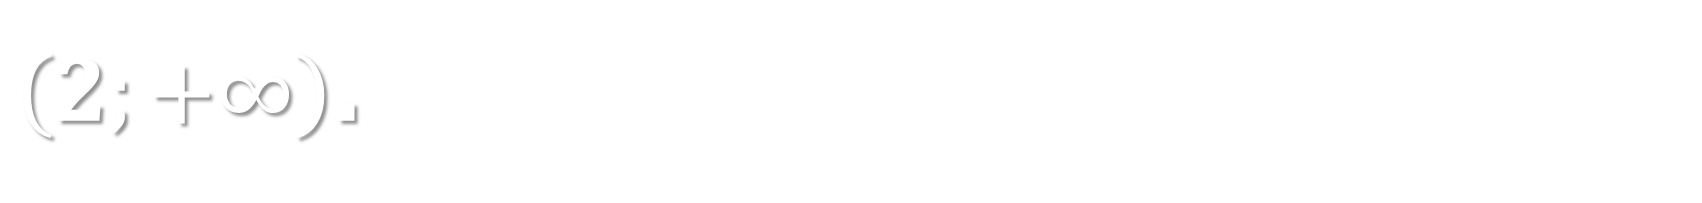 (2; +∞).